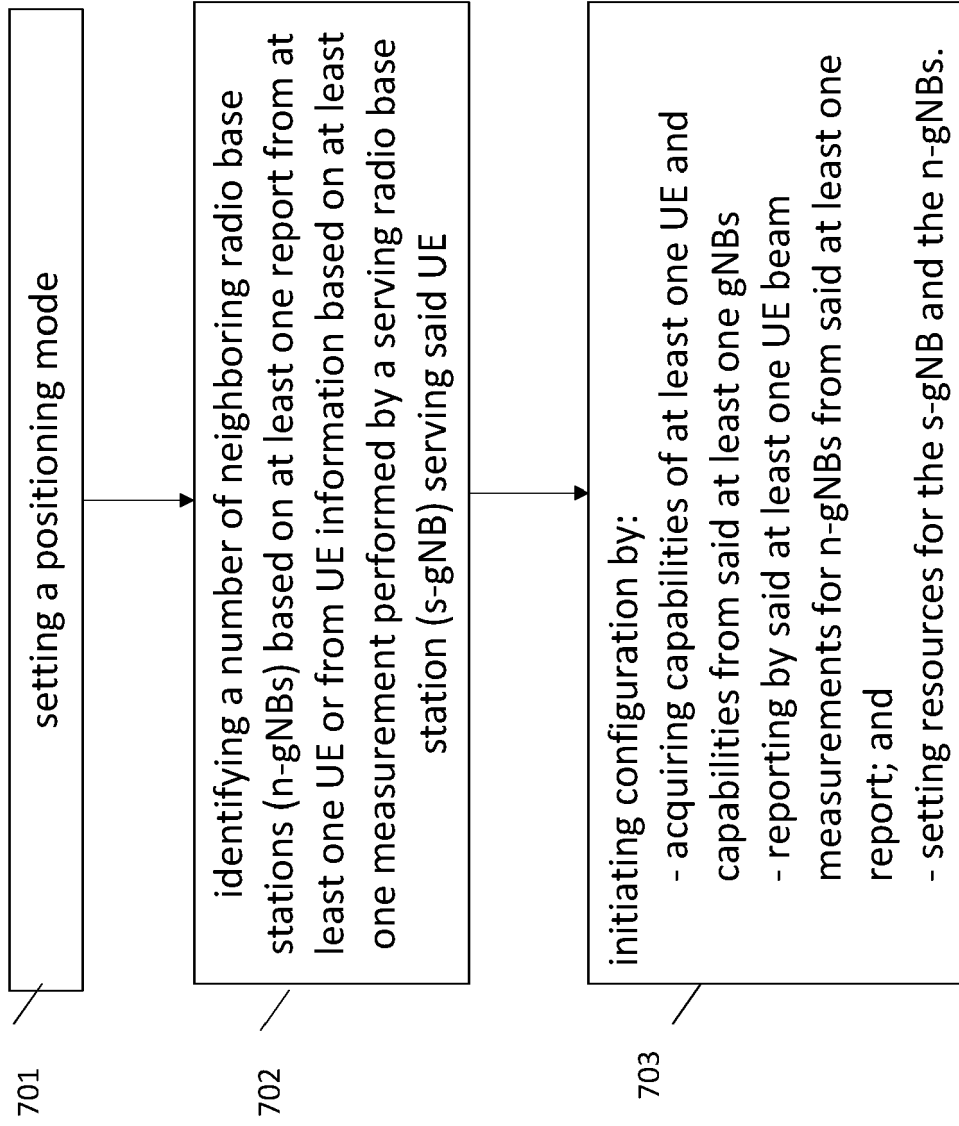 701
setting a positioning mode
702
identifying a number of neighboring radio base
stations (n-gNBs) based on at least one report from at
least one UE or from UE information based on at least
one measurement performed by a serving radio base
station (s-gNB) serving said UE
703
initiating configuration by:
- acquiring capabilities of at least one UE and
capabilities from said at least one gNBs
- reporting by said at least one UE beam
measurements for n-gNBs from said at least one
report; and
- setting resources for the s-gNB and the n-gNBs.